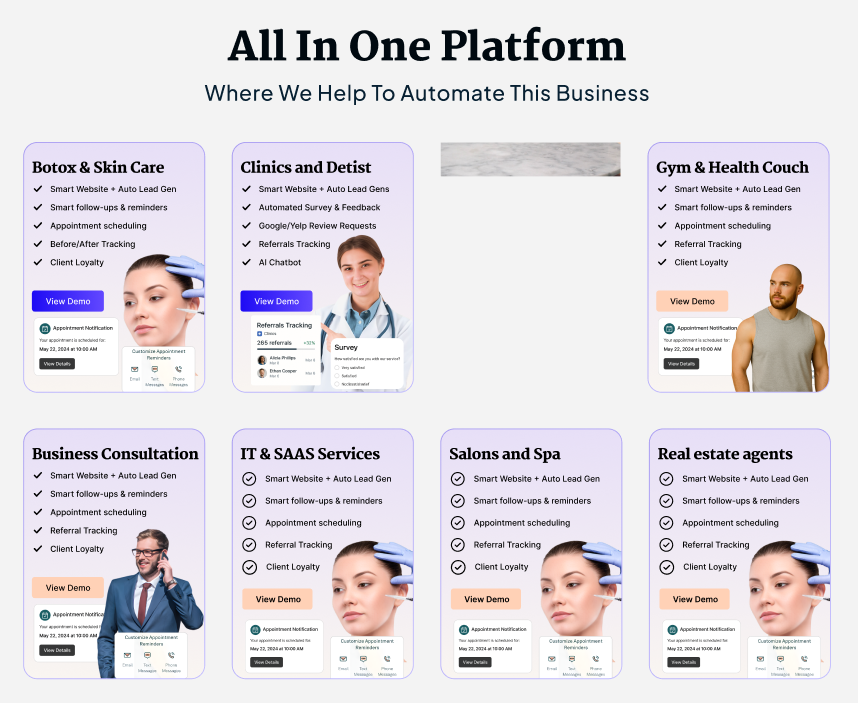 All In One Platform
Where We Help To Automate This Business
Botox & Skin Care
Smart Website + Auto Lead Gen
Smart follow-ups & reminders
Appointment scheduling
Before/After Tracking
Client Loyalty
View Demo
Appointment Notification
Your appointment is scheduled for:
May 22, 2024 at 10:00 AM
View Details
Customize Appointment
Reminders
Email
Text
Messages
Phone
Messages
Clinics and Detist
Smart Website + Auto Lead Gens
Automated Survey & Feedback
Google/Yelp Review Requests
Referrals Tracking
AI Chatbot
View Demo
Referrals Tracking
Clinics
265 referrals
+32%
Alicia Phillips
Mar 8
Mar 8
Ethan Cooper
Mar 8
Mar 8
Survey
How satisfied are you with our service?
Very satisfied
Satisfied
Gym & Health Couch
Smart Website + Auto Lead Gen
Smart follow-ups & reminders
Appointment scheduling
Referral Tracking
Client Loyalty
View Demo
Appointment Notification
Your appointment is scheduled for:
May 22, 2024 at 10:00 AM
View Details
Business Consultation
Smart Website + Auto Lead Gen
Smart follow-ups & reminders
Appointment scheduling
Referral Tracking
Client Loyalty
View Demo
Appointment Notifica
Your appointment is scheduled
May 22, 2024 at 10:00 AM
View Details
Customize Appointment
Reminders
Email
Text
Messages
Phone
Messages
IT & SAAS Services
Smart Website + Auto Lead Gen
Smart follow-ups & reminders
Appointment scheduling
Referral Tracking
Client Loyalty
View Demo
Appointment Notification
Your appointment is scheduled for:
May 22, 2024 at 10:00 AM
View Details
Customize Appointment
Reminders
Email
Text
Messages
Phone
Messages
Salons and Spa
Smart Website + Auto Lead Gen
Smart follow-ups & reminders
Appointment scheduling
Referral Tracking
Client Loyalty
View Demo
Appointment Notification
Your appointment is scheduled for:
May 22, 2024 at 10:00 AM
View Details
Customize Appointment
Reminders
Email
Text
Messages
Phone
Messages
Real estate agents
Smart Website + Auto Lead Gen
Smart follow-ups & reminders
Appointment scheduling
Referral Tracking
Client Loyalty
View Demo
Appointment Notification
Your appointment is scheduled for:
May 22, 2024 at 10:00 AM
View Details
Customize Appointment
Reminders
Email
Text
Messages
Phone
Messages